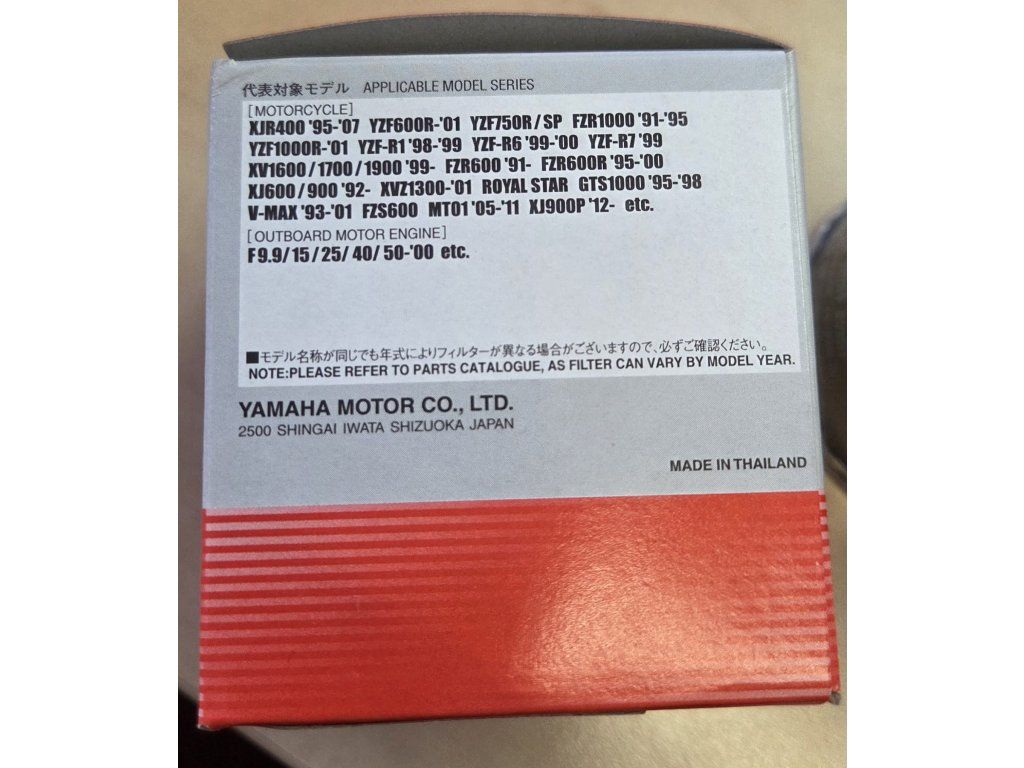 代表対象モデル APPLICABLE MODEL SERIES
[MOTORCYCLE]
XJR400 '95-'07 YZF600R-'01 YZF750R/SP FZR1000 '91-'95
YZF1000R-'01 YZF-R1 '98-'99 YZF-R6 '99-'00 YZF-R7 '99
XV1600/1700/1900 '99- FZR600 '91- FZR600R '95-'00
XJ600/900 '92- XVZ1300-'01 ROYAL STAR GTS1000 '95-'98
V-MAX '93-'01 FZS600 MT01 '05-'11 XJ900P '12- etc.
[OUTBOARD MOTOR ENGINE]
F9.9/15/25/40/50-'00 etc.
■モデル名称が同じでも年式によりフィルターが異なる場合がございますので、必ずご確認ください。
NOTE:PLEASE REFER TO PARTS CATALOGUE, AS FILTER CAN VARY BY MODEL YEAR.
YAMAHA MOTOR CO., LTD.
2500 SHINGAI IWATA SHIZUOKA JAPAN
MADE IN THAILAND